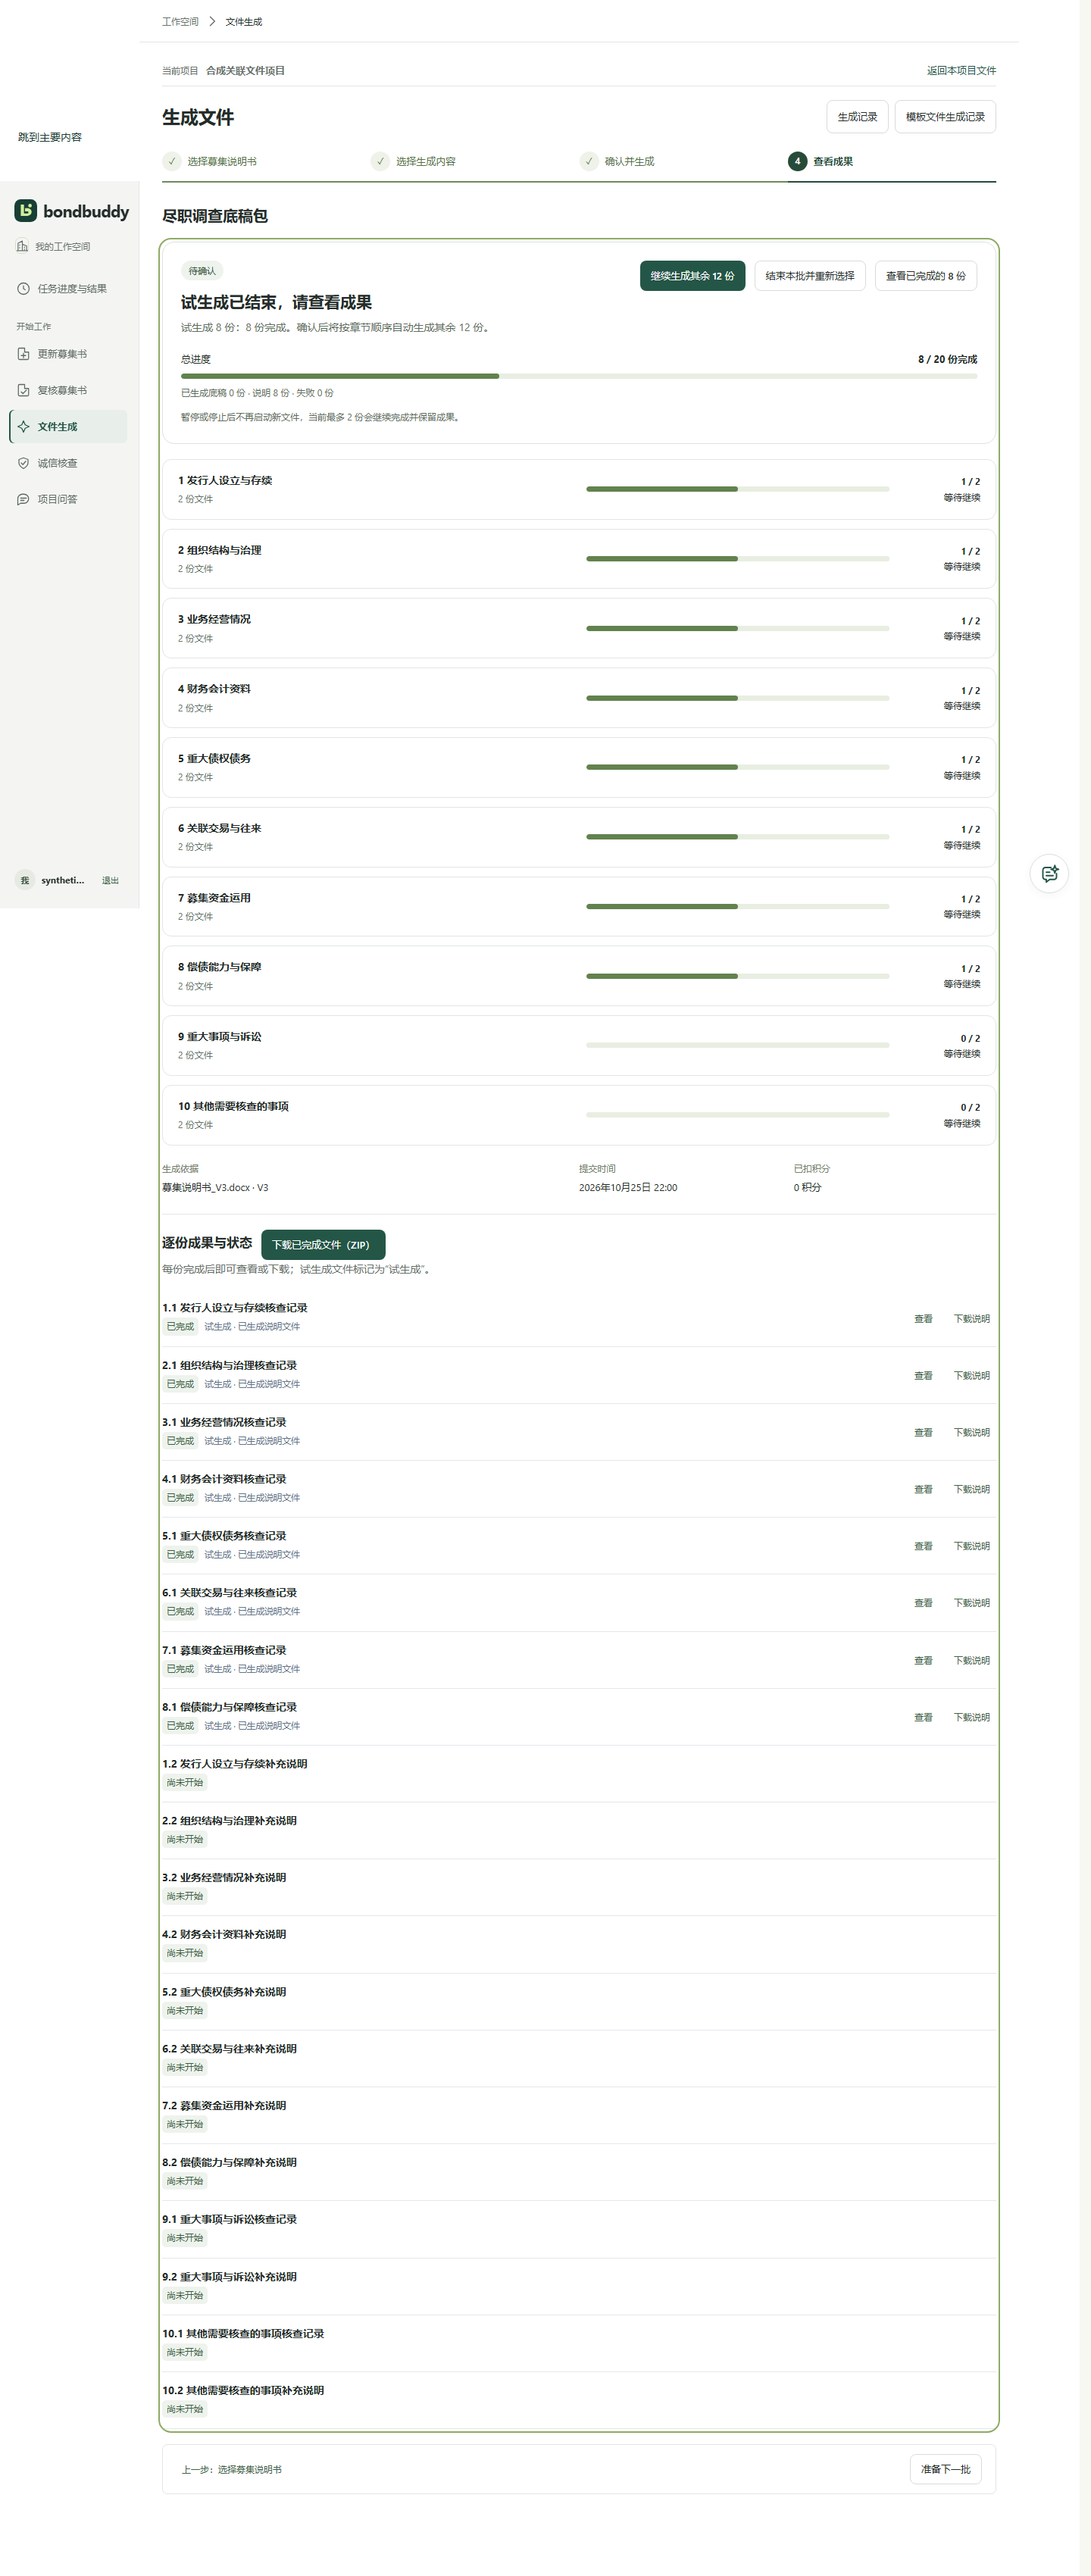 工作空间 > 文件生成
当前项目 合成关联文件项目
返回本项目文件
生成文件
生成记录
模板文件生成记录
跳到主要内容
✓ 选择募集说明书
✓ 选择生成内容
✓ 确认并生成
4 查看成果
bondbuddy
我的工作空间
任务进度与结果
开始工作
更新募集书
复核募集书
文件生成
诚信核查
项目问答
我 syntheti... 退出
尽职调查底稿包
待确认
继续生成其余 12 份
结束本批并重新选择
查看已完成的 8 份
试生成已结束，请查看成果
试生成 8 份：8 份完成。确认后将按章节顺序自动生成其余 12 份。
总进度
8 / 20 份完成
已生成底稿 0 份 · 说明 8 份 · 失败 0 份
暂停或停止后不再启动新文件，当前最多 2 份会继续完成并保留成果。
1 发行人设立与存续
2 份文件
1 / 2
等待继续
2 组织结构与治理
2 份文件
1 / 2
等待继续
3 业务经营情况
2 份文件
1 / 2
等待继续
4 财务会计资料
2 份文件
1 / 2
等待继续
5 重大债权债务
2 份文件
1 / 2
等待继续
6 关联交易与往来
2 份文件
1 / 2
等待继续
7 募集资金运用
2 份文件
1 / 2
等待继续
8 偿债能力与保障
2 份文件
1 / 2
等待继续
9 重大事项与诉讼
2 份文件
0 / 2
等待继续
10 其他需要核查的事项
2 份文件
0 / 2
等待继续
生成依据
募集说明书_V3.docx · V3
提交时间
2026年10月25日 22:00
已扣积分
0 积分
逐份成果与状态
下载已完成文件（ZIP）
每份完成后即可查看或下载；试生成文件标记为“试生成”。
1.1 发行人设立与存续核查记录
已完成 试生成 · 已生成说明文件
查看 下载说明
2.1 组织结构与治理核查记录
已完成 试生成 · 已生成说明文件
查看 下载说明
3.1 业务经营情况核查记录
已完成 试生成 · 已生成说明文件
查看 下载说明
4.1 财务会计资料核查记录
已完成 试生成 · 已生成说明文件
查看 下载说明
5.1 重大债权债务核查记录
已完成 试生成 · 已生成说明文件
查看 下载说明
6.1 关联交易与往来核查记录
已完成 试生成 · 已生成说明文件
查看 下载说明
7.1 募集资金运用核查记录
已完成 试生成 · 已生成说明文件
查看 下载说明
8.1 偿债能力与保障核查记录
已完成 试生成 · 已生成说明文件
查看 下载说明
1.2 发行人设立与存续补充说明
尚未开始
2.2 组织结构与治理补充说明
尚未开始
3.2 业务经营情况补充说明
尚未开始
4.2 财务会计资料补充说明
尚未开始
5.2 重大债权债务补充说明
尚未开始
6.2 关联交易与往来补充说明
尚未开始
7.2 募集资金运用补充说明
尚未开始
8.2 偿债能力与保障补充说明
尚未开始
9.1 重大事项与诉讼核查记录
尚未开始
9.2 重大事项与诉讼补充说明
尚未开始
10.1 其他需要核查的事项核查记录
尚未开始
10.2 其他需要核查的事项补充说明
尚未开始
上一步：选择募集说明书
准备下一批